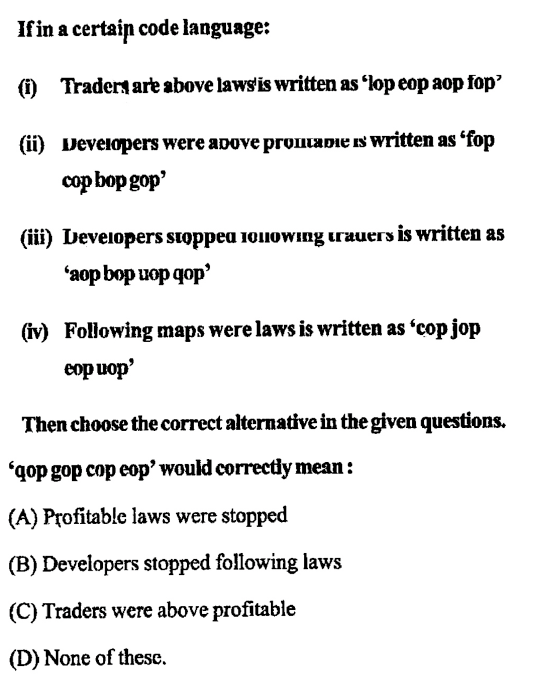 If in a certain code language:
(i) Traders are above laws is written as ‘lop eop aop fop’
(ii) Developers were above profitable is written as ‘fop
cop bop gop’
(iii) Developers stopped following traders is written as
‘aop bop uop qop’
(iv) Following maps were laws is written as ‘cop jop
eop uop’
Then choose the correct alternative in the given questions.
‘qop gop cop eop’ would correctly mean :
(A) Profitable laws were stopped
(B) Developers stopped following laws
(C) Traders were above profitable
(D) None of these.